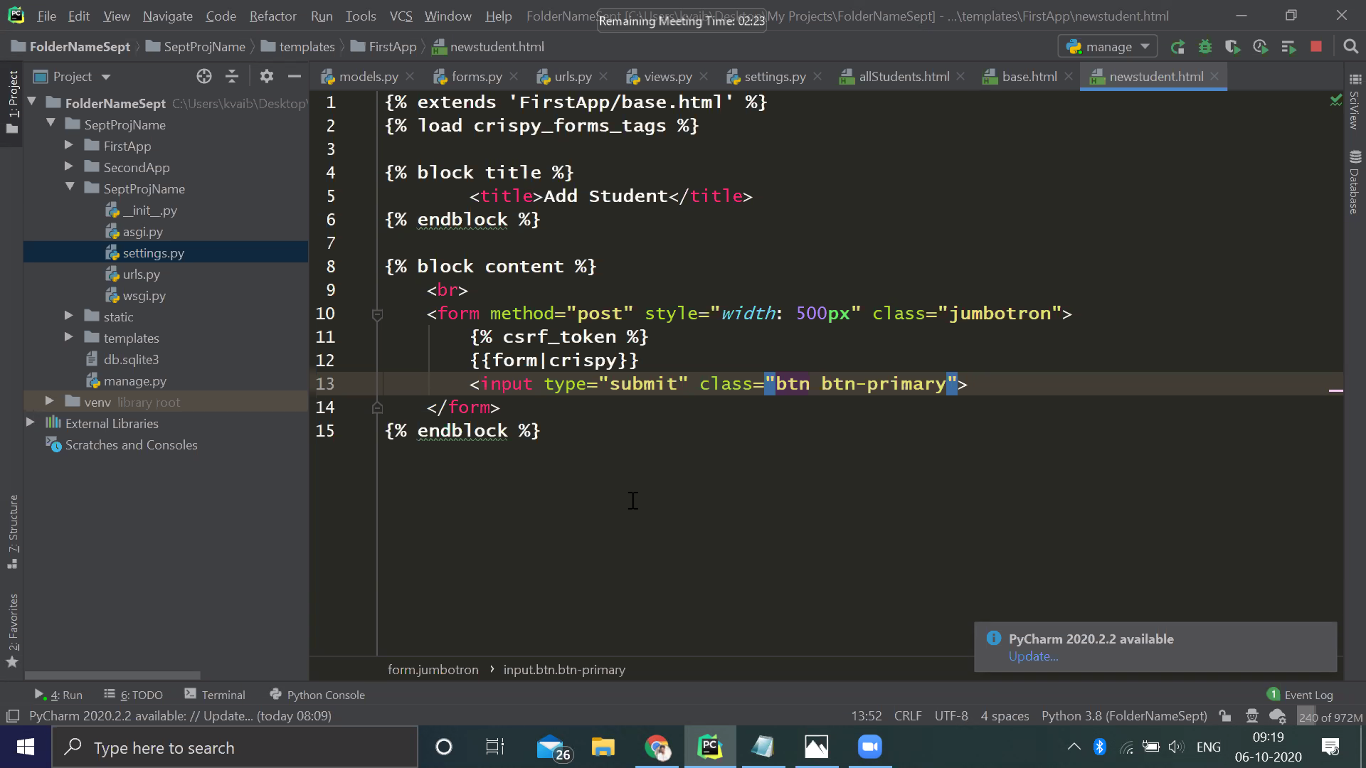 File Edit View Navigate Code Refactor Run Tools VCS Window Help FolderNameSept
Remaining Meeting Time: 02:23
My Projects\FolderNameSept] - ...\templates\FirstApp\newstudent.html
FolderNameSept SeptProjName templates FirstApp newstudent.html manage
Project models.py forms.py urls.py views.py settings.py allStudents.html base.html newstudent.html
1: Project
7: Structure
2: Favorites
SciView
Database
FolderNameSept C:\Users\kvaib\Desktop\
SeptProjName
FirstApp
SecondApp
SeptProjName
__init__.py
asgi.py
settings.py
urls.py
wsgi.py
static
templates
db.sqlite3
manage.py
venv library root
External Libraries
Scratches and Consoles
1 {% extends 'FirstApp/base.html' %}
2 {% load crispy_forms_tags %}
3
4 {% block title %}
5 <title>Add Student</title>
6 {% endblock %}
7
8 {% block content %}
9 <br>
10 <form method="post" style="width: 500px" class="jumbotron">
11 {% csrf_token %}
12 {{form|crispy}}
13 <input type="submit" class="btn btn-primary">
14 </form>
15 {% endblock %}
PyCharm 2020.2.2 available
Update...
form.jumbotron › input.btn.btn-primary
4: Run 6: TODO Terminal Python Console 1 Event Log
PyCharm 2020.2.2 available: // Update... (today 08:09) 13:52 CRLF UTF-8 4 spaces Python 3.8 (FolderNameSept) 240 of 972M
Type here to search 26 ENG 09:19
06-10-2020